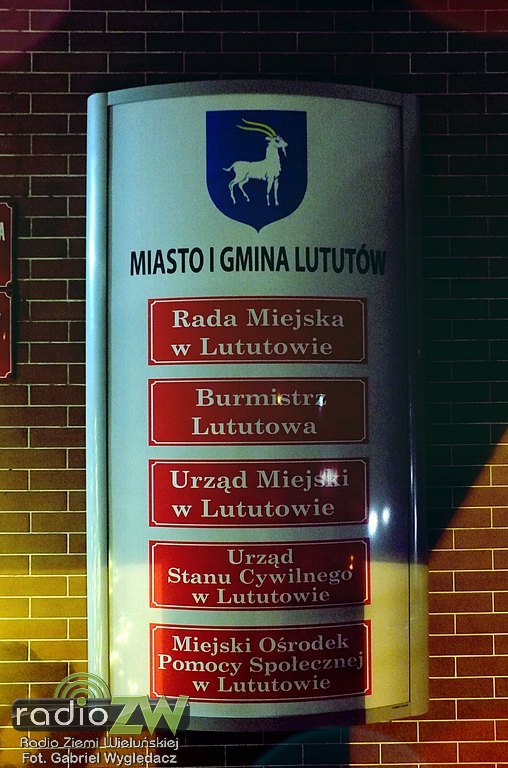 MIASTO I GMINA LUTUTÓW
Rada Miejska
w Lututowie
Burmistrz
Lututowa
Urząd Miejski
w Lututowie
Urząd
Stanu Cywilnego
w Lututowie
Miejski Ośrodek
Pomocy Społecznej
w Lututowie
radioZW
Radio Ziemi Wieluńskiej
Fot. Gabriel Wyględacz